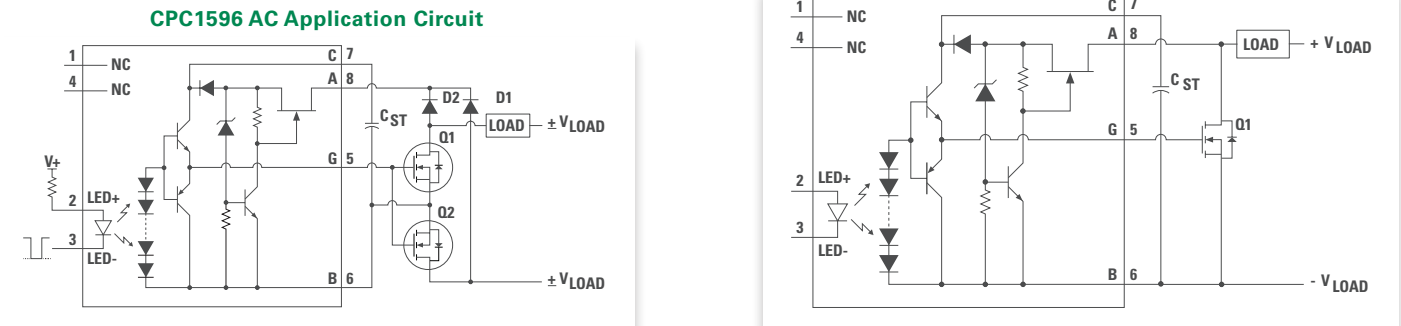 CPC1596 AC Application Circuit
1
NC
4
NC
C 7
A 8
D2 D1
C ST
LOAD
± V LOAD
Q1
G 5
V+
2 LED+
Q2
3
LED-
B 6
± V LOAD
C 7
1
NC
A 8
4
NC
LOAD
+ V LOAD
C ST
G 5
Q1
2 LED+
3
LED-
B 6
- V LOAD